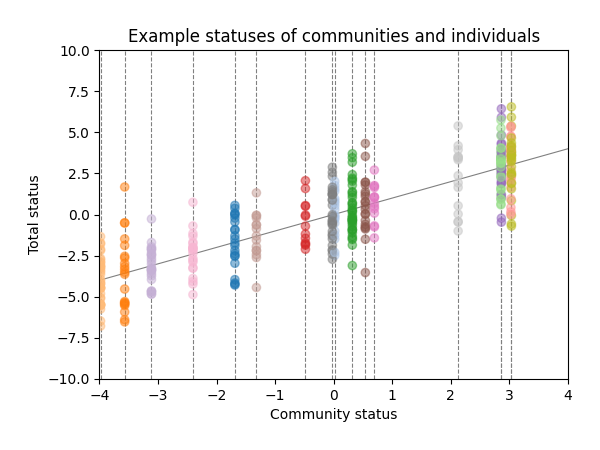 Example statuses of communities and individuals
10.0
7.5
5.0
2.5
0.0
−2.5
−5.0
−7.5
−10.0
Total status
−4 −3 −2 −1 0 1 2 3 4
Community status